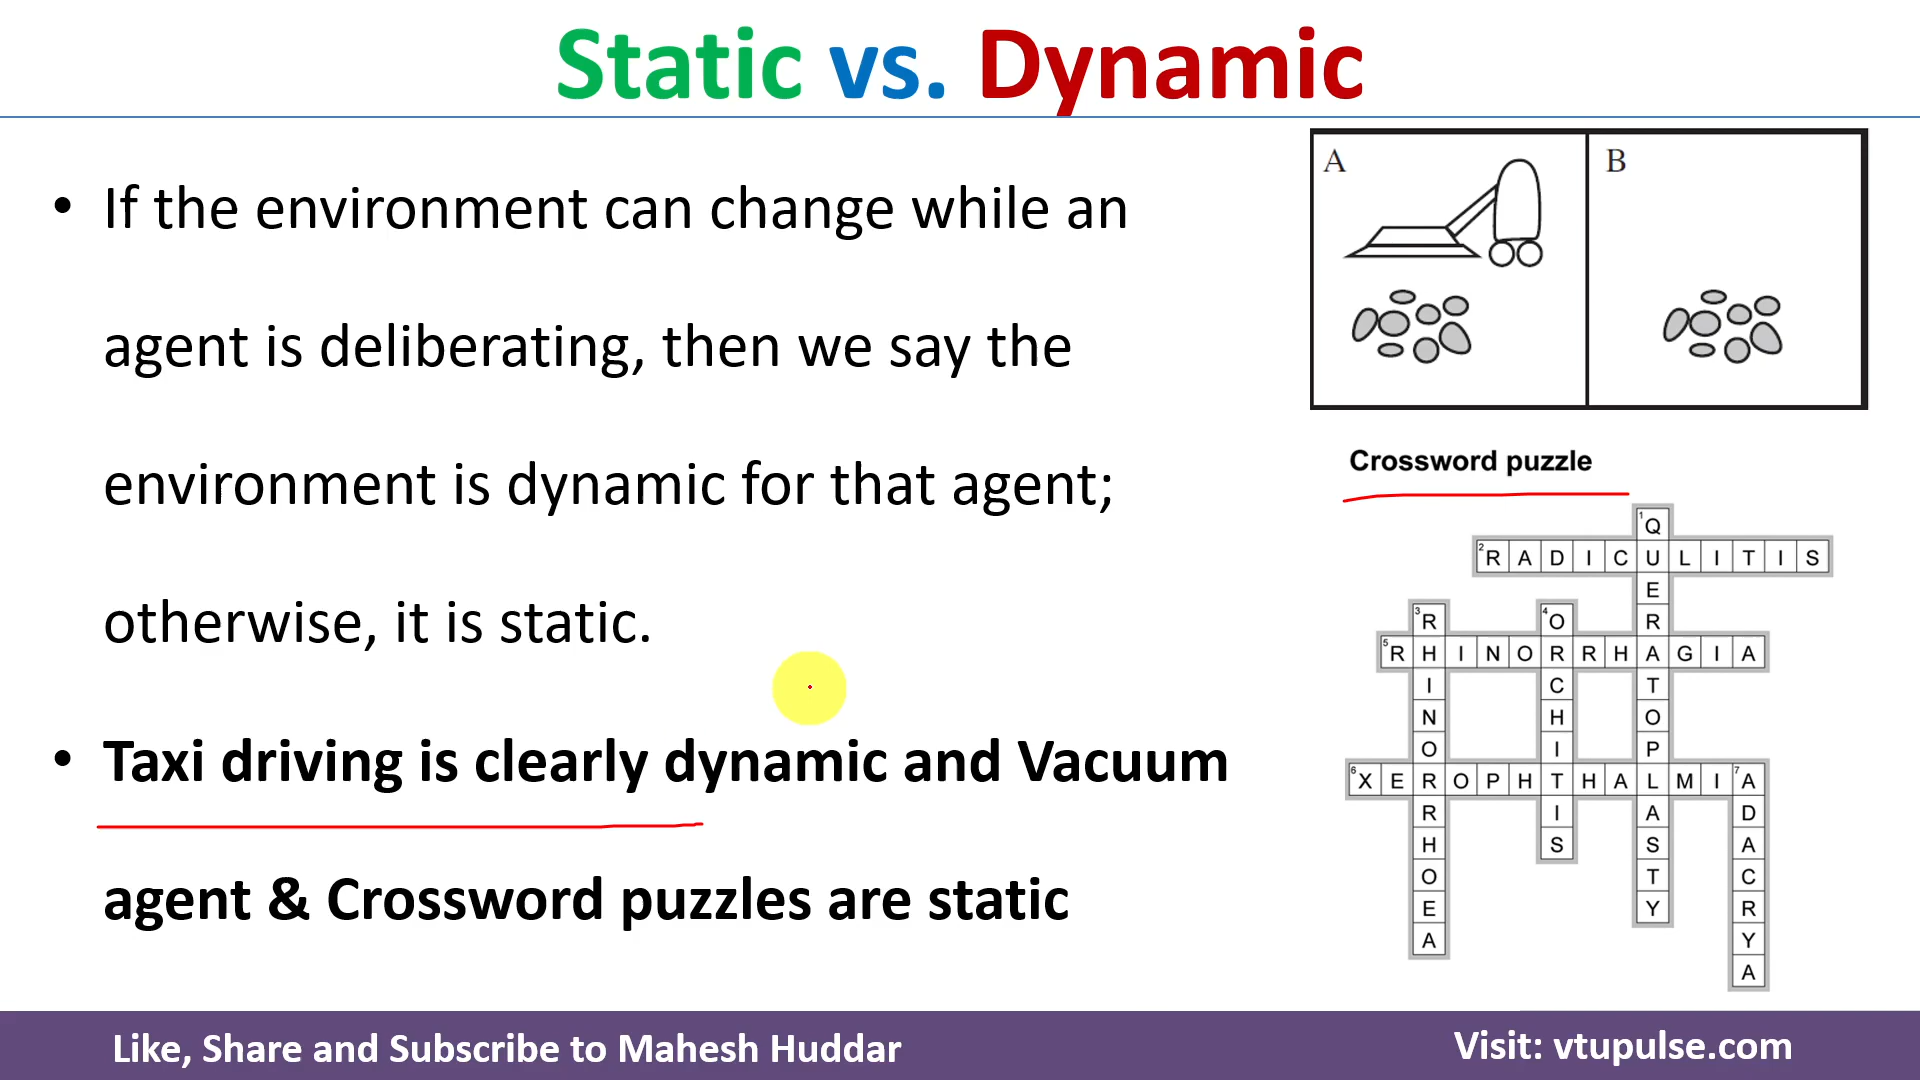 Static vs. Dynamic
• If the environment can change while an
agent is deliberating, then we say the
environment is dynamic for that agent;
otherwise, it is static.
• Taxi driving is clearly dynamic and Vacuum
agent & Crossword puzzles are static
A
B
Crossword puzzle
1 Q
2 R A D I C U L I T I S
E
3 R 4 O R
5 R H I N O R R H A G I A
I C T
N H O
O I P
6 X E R O P H T H A L M I 7 A
R I A D
H S S A
O T C
E Y R
A Y
A
Like, Share and Subscribe to Mahesh Huddar
Visit: vtupulse.com